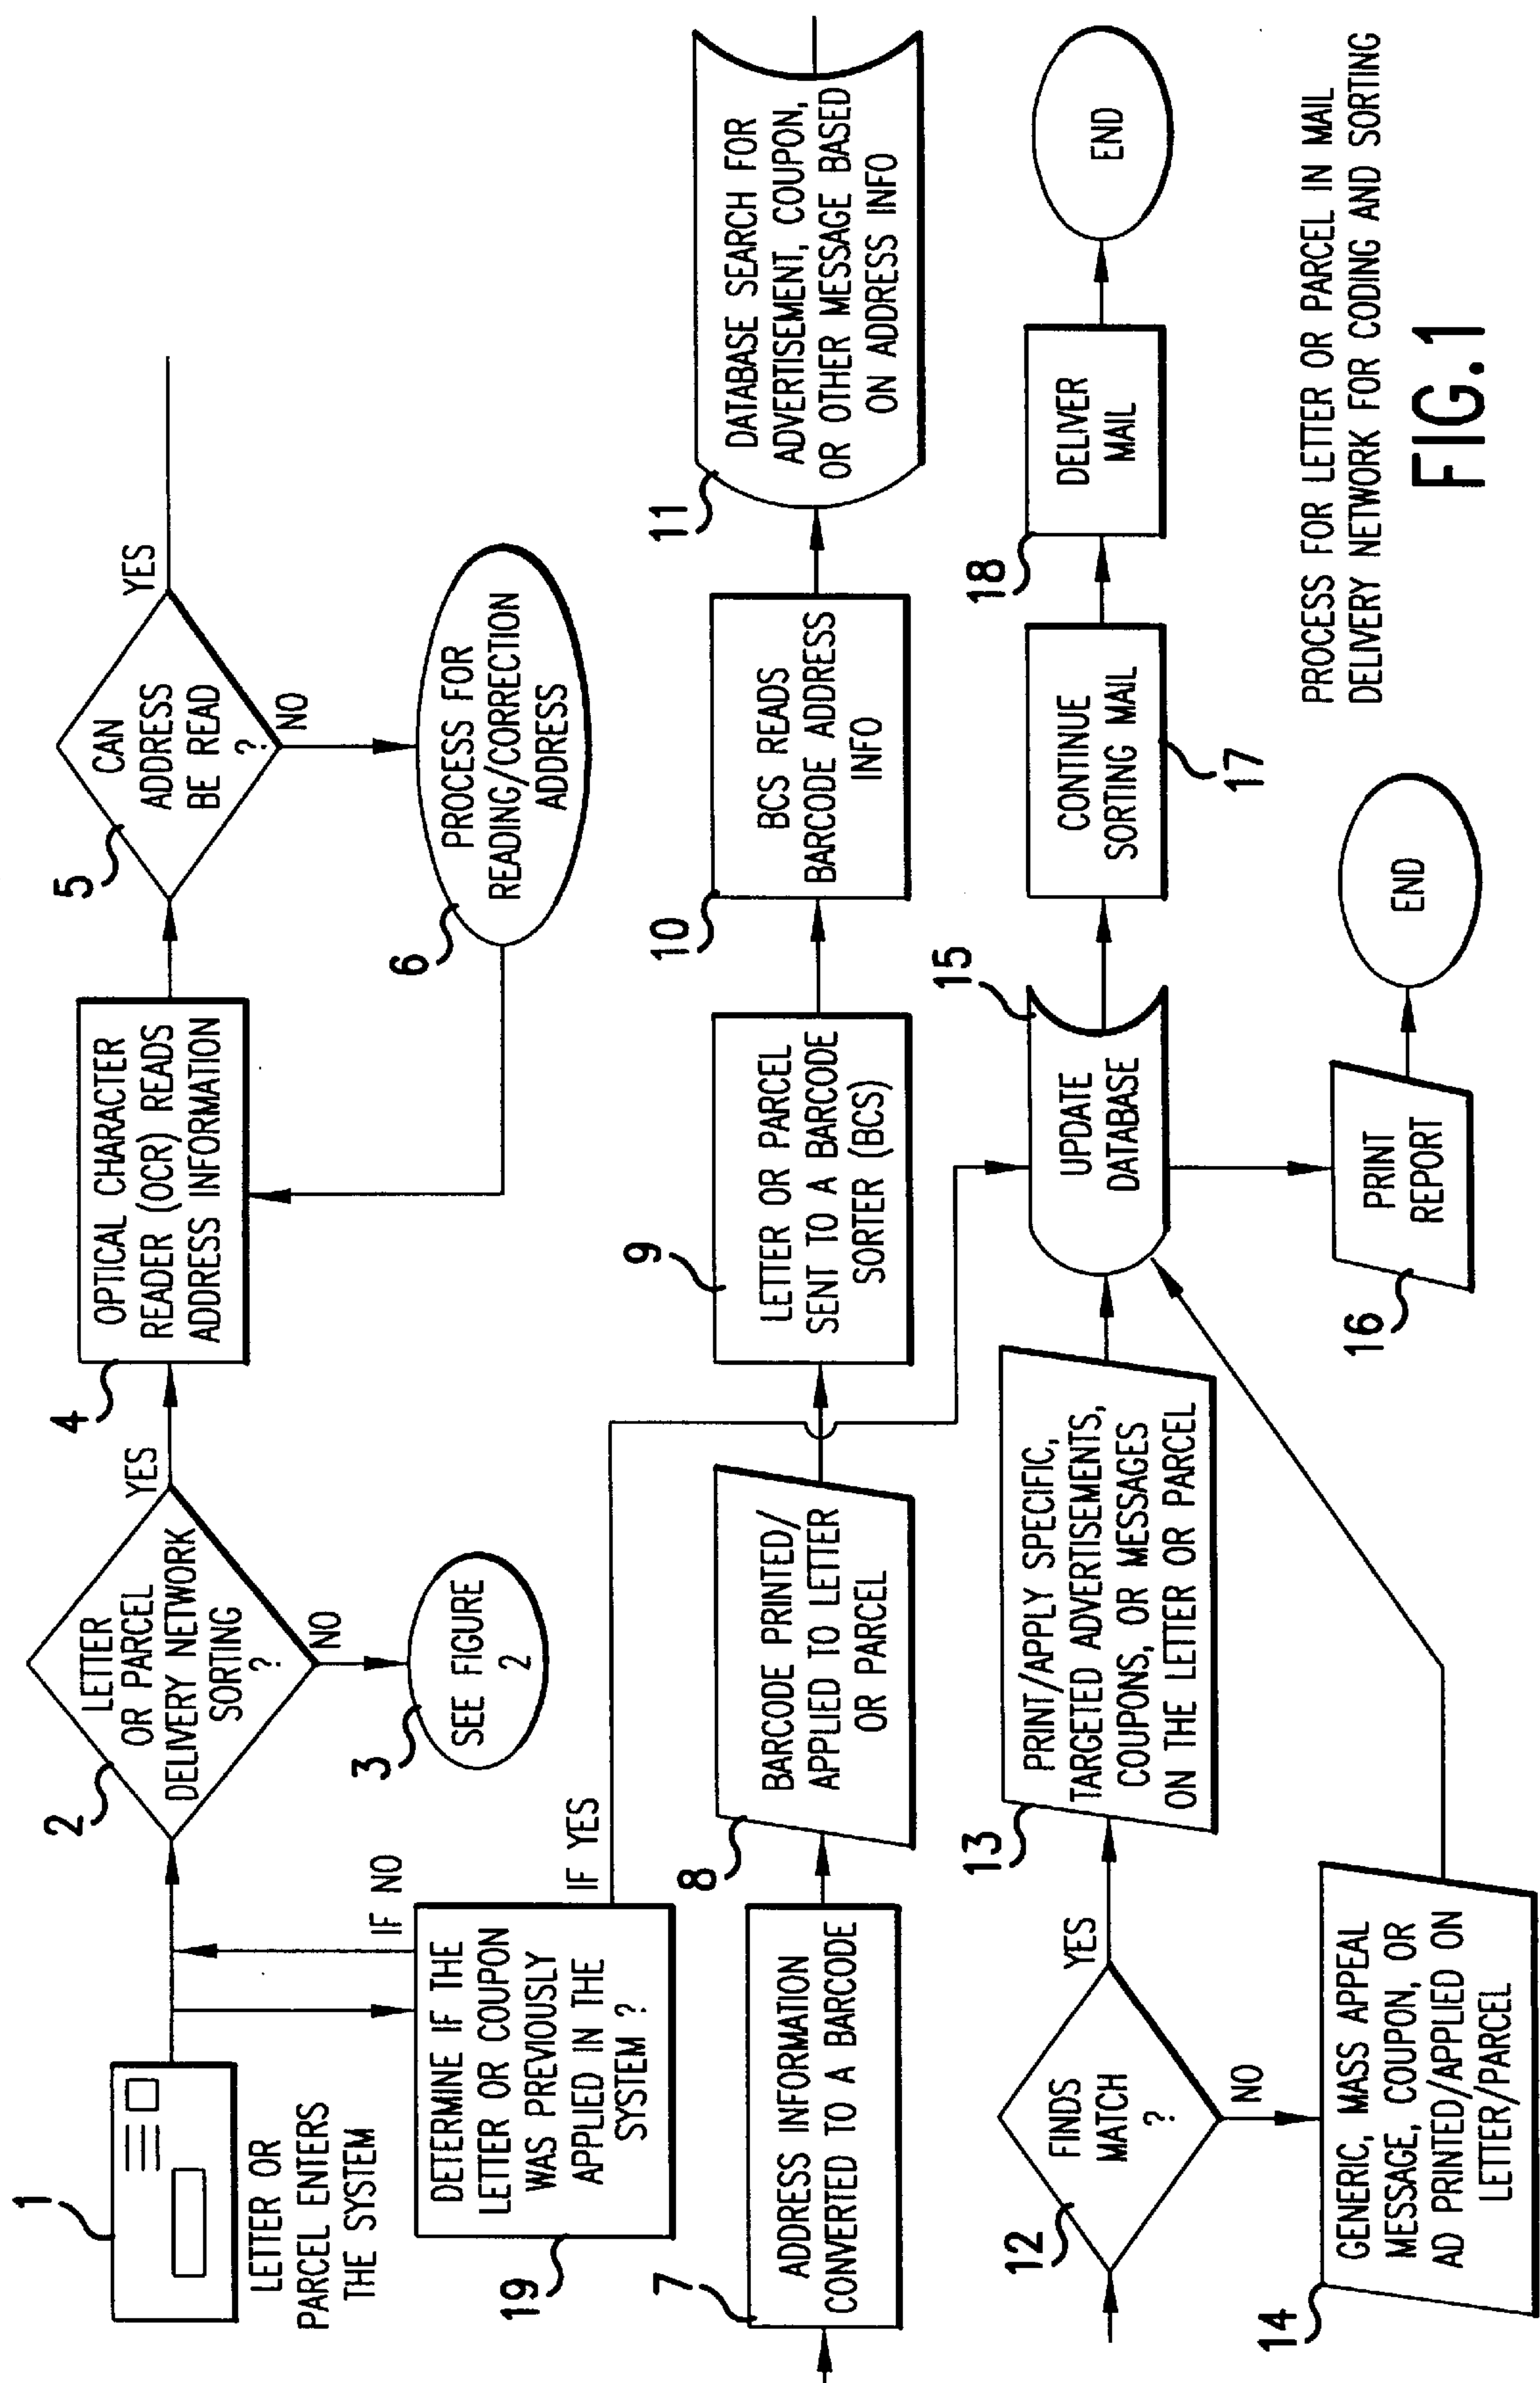 1
LETTER OR
PARCEL ENTERS
THE SYSTEM
2
LETTER
OR PARCEL
DELIVERY NETWORK
SORTING
?
YES
NO
3
SEE FIGURE
2
4
OPTICAL CHARACTER
READER (OCR) READS
ADDRESS INFORMATION
5
CAN
ADDRESS
BE READ
?
YES
NO
6
PROCESS FOR
READING/CORRECTION
ADDRESS
19
DETERMINE IF THE
LETTER OR COUPON
WAS PREVIOUSLY
APPLIED IN THE
SYSTEM ?
IF NO
IF YES
7
ADDRESS INFORMATION
CONVERTED TO A BARCODE
8
BARCODE PRINTED/
APPLIED TO LETTER
OR PARCEL
9
LETTER OR PARCEL
SENT TO A BARCODE
SORTER (BCS)
10
BCS READS
BARCODE ADDRESS
INFO
11
DATABASE SEARCH FOR
ADVERTISEMENT, COUPON,
OR OTHER MESSAGE BASED
ON ADDRESS INFO
12
FINDS
MATCH
?
YES
NO
13
PRINT/APPLY SPECIFIC,
TARGETED ADVERTISEMENTS,
COUPONS, OR MESSAGES
ON THE LETTER OR PARCEL
14
GENERIC, MASS APPEAL
MESSAGE, COUPON, OR
AD PRINTED/APPLIED ON
LETTER/PARCEL
15
UPDATE
DATABASE
16
PRINT
REPORT
END
CONTINUE
SORTING MAIL
17
18
DELIVER
MAIL
END
PROCESS FOR LETTER OR PARCEL IN MAIL
DELIVERY NETWORK FOR CODING AND SORTING
FIG.1